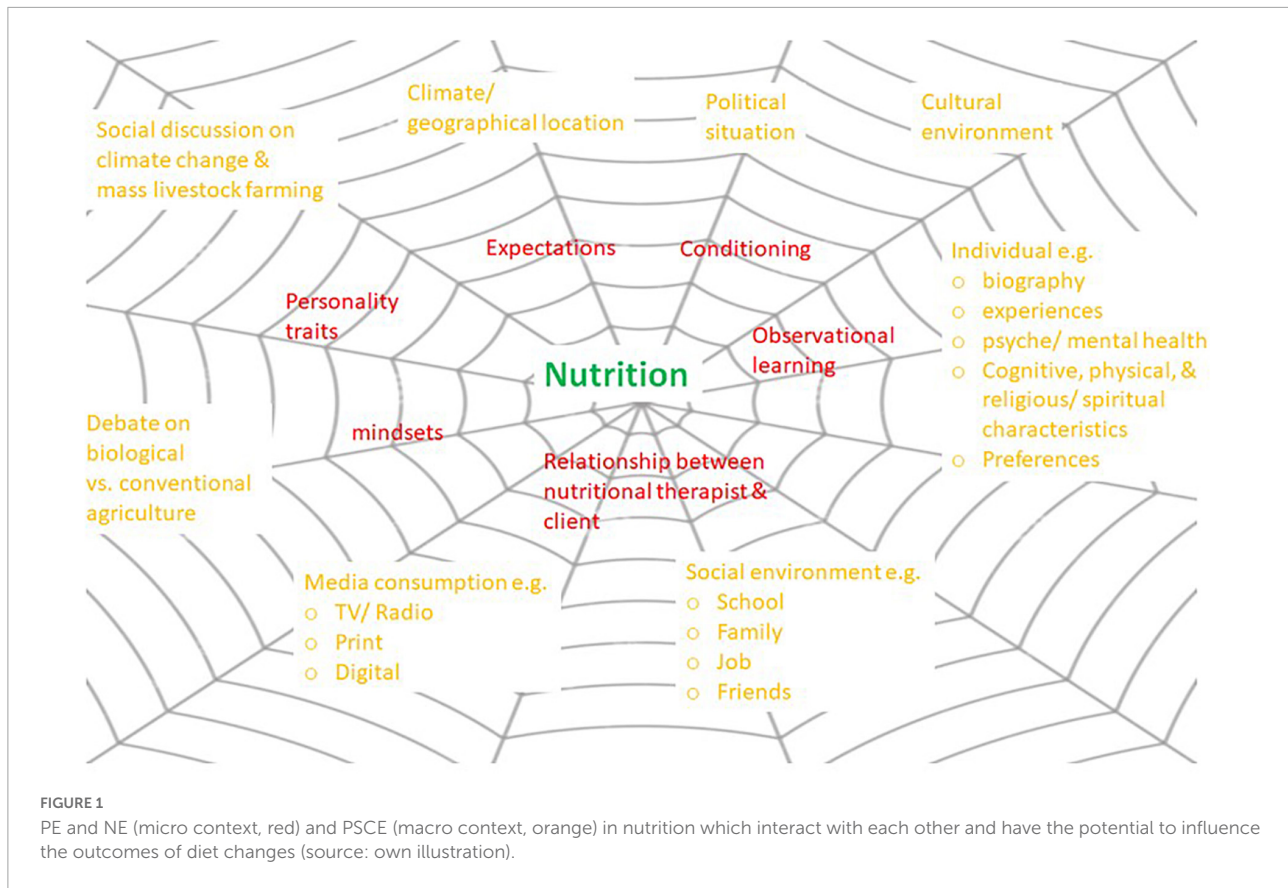 Climate/
geographical location
Political
situation
Cultural
environment
Social discussion on
climate change &
mass livestock farming
Expectations
Conditioning
Individual e.g.
o biography
o experiences
o psyche/ mental health
o Cognitive, physical, &
religious/ spiritual
characteristics
o Preferences
Personality
traits
Observational
learning
Nutrition
Debate on
biological
vs. conventional
agriculture
mindsets
Relationship between
nutritional therapist &
client
Media consumption e.g.
o TV/ Radio
o Print
o Digital
Social environment e.g.
o School
o Family
o Job
o Friends
FIGURE 1
PE and NE (micro context, red) and PSCE (macro context, orange) in nutrition which interact with each other and have the potential to influence
the outcomes of diet changes (source: own illustration).